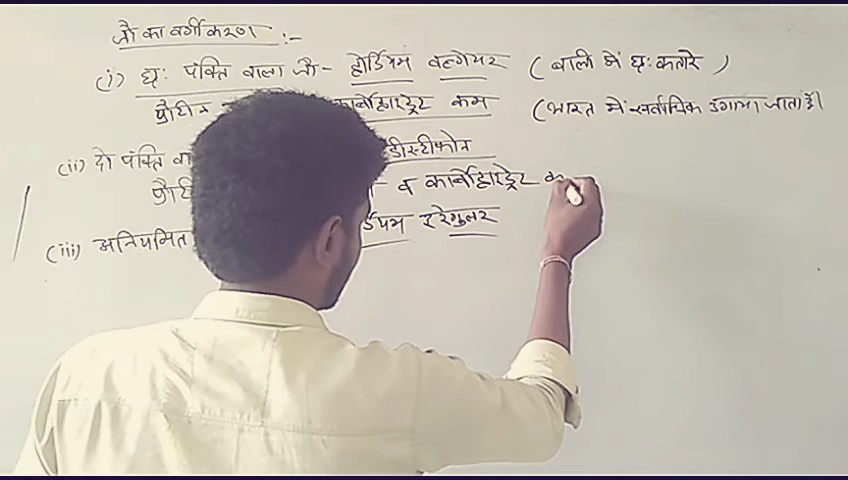 जौ का वर्गीकरण :-
(i) छः पंक्ति वाला जौ - होर्डियम वल्गेयर (बाली में छः कतारे)
प्रोटीन कार्बोहाइड्रेट कम (भारत में सर्वाधिक उगाया जाता है।
(ii) दो पंक्ति डीस्टीकोन
व कार्बोहाइड्रेट
(iii) अनियमित इरेगुलर